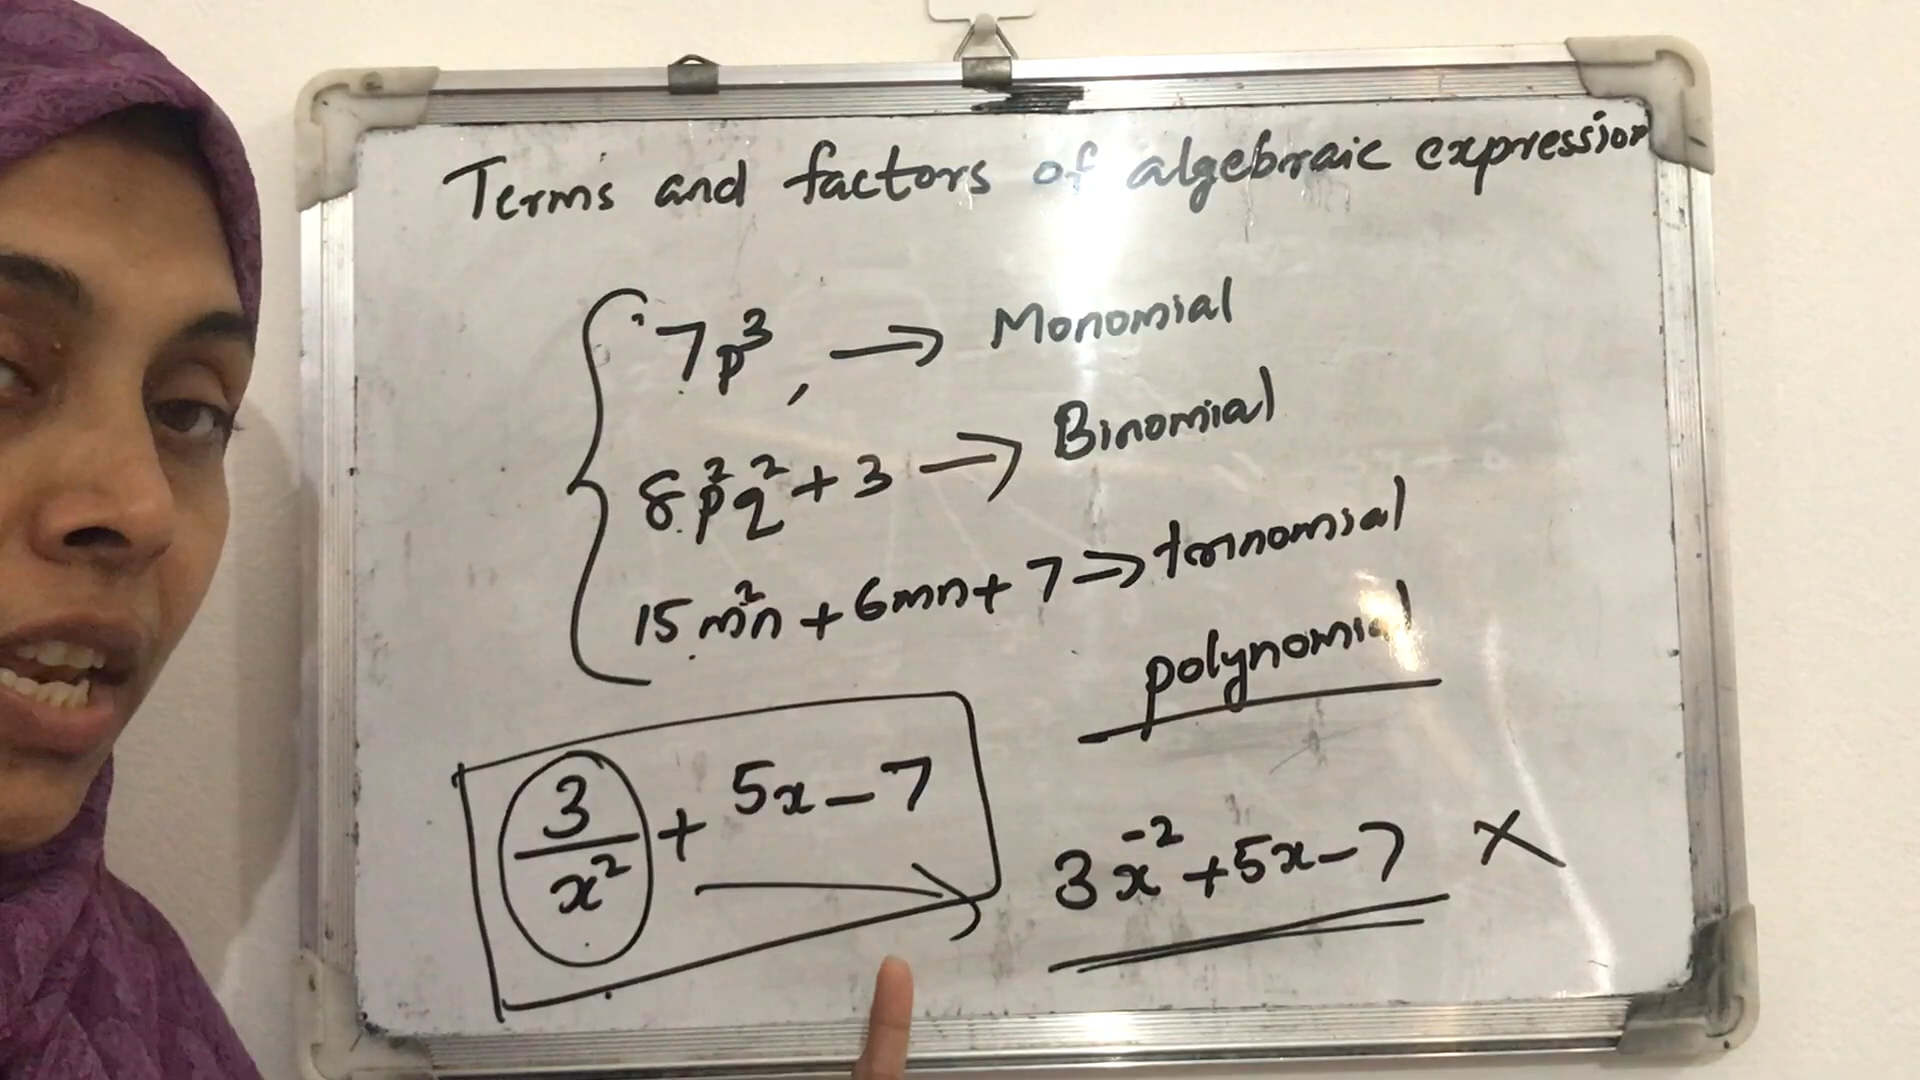 Terms and factors of algebraic expression
7p³, → Monomial
8p²q² + 3 → Binomial
15m²n + 6mn + 7 → trinomial
polynomial
3/x² + 5x - 7 →
3x⁻² + 5x - 7 ×